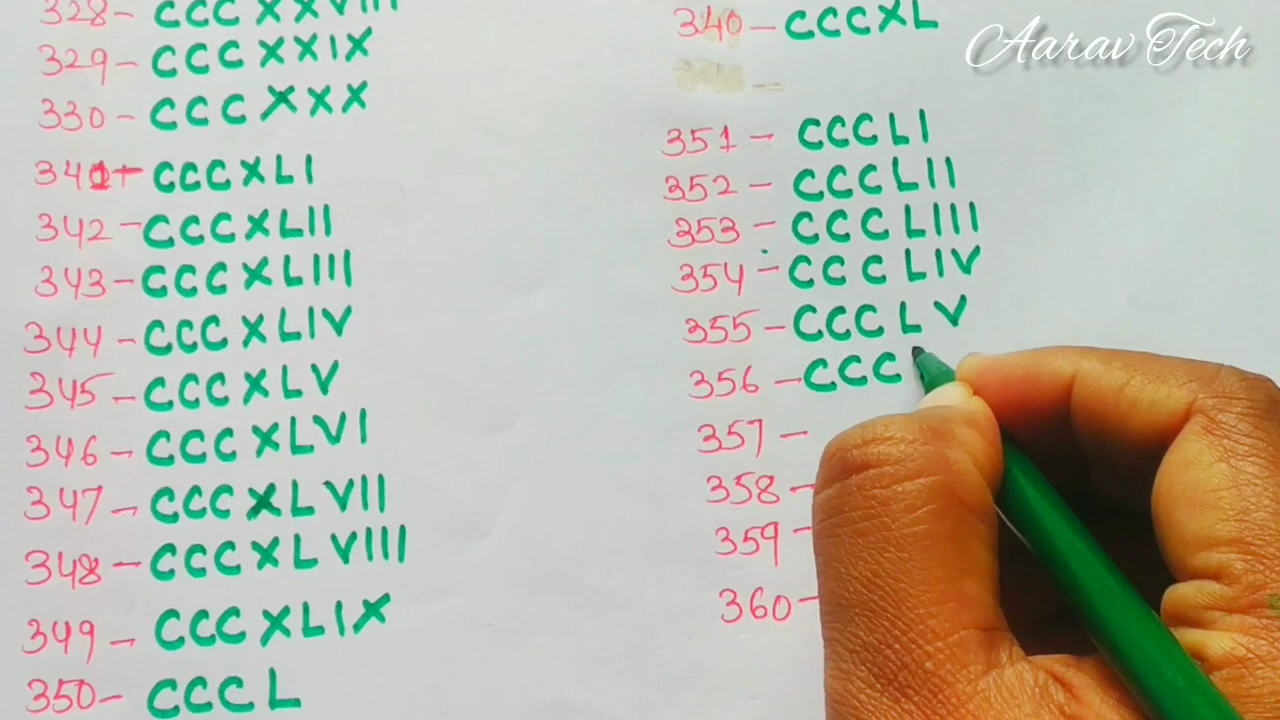 328- CCCXXVIII
329- CCCXXIX
330- CCCXXX
341- CCCXLI
342- CCCXLII
343- CCCXLIII
344- CCCXLIV
345- CCCXLV
346- CCCXLVI
347- CCCXLVII
348- CCCXLVIII
349- CCCXLIX
350- CCCL
340- CCCXL
351- CCCLI
352- CCCLII
353- CCCLIII
354- CCCLIV
355- CCCLV
356- CCC
357-
358-
359-
360-
Aarav Tech